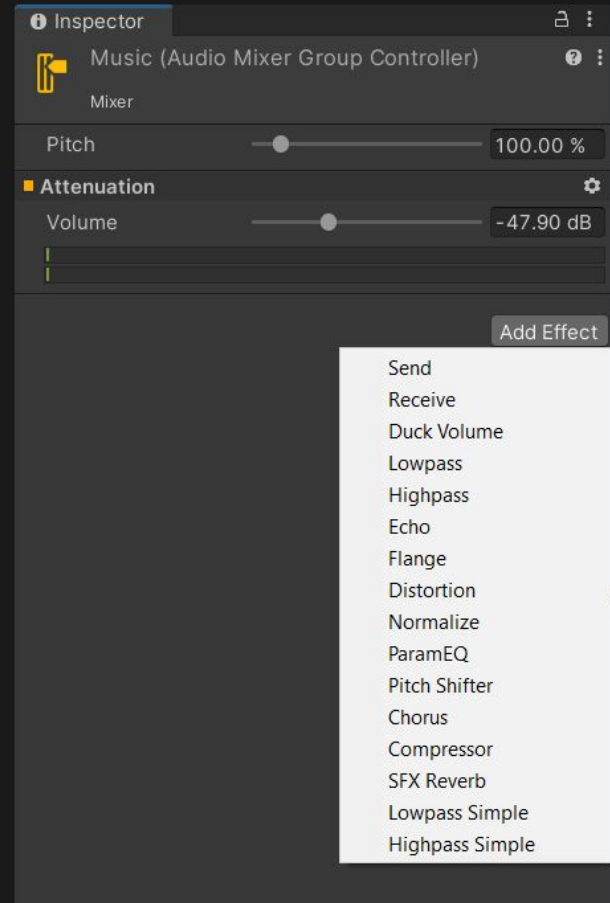 Inspector
Music (Audio Mixer Group Controller)
Mixer
Pitch 100.00 %
Attenuation
Volume -47.90 dB
Add Effect
Send
Receive
Duck Volume
Lowpass
Highpass
Echo
Flange
Distortion
Normalize
ParamEQ
Pitch Shifter
Chorus
Compressor
SFX Reverb
Lowpass Simple
Highpass Simple